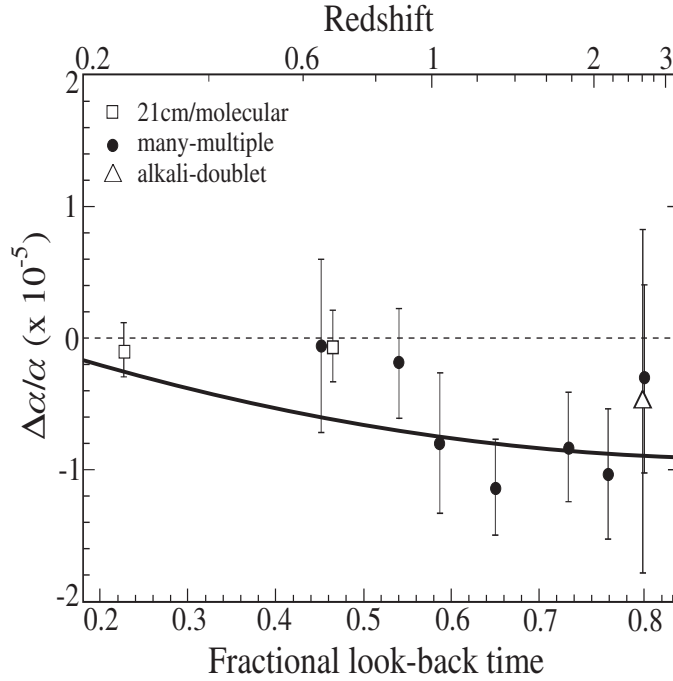 Redshift
0.2 0.6 1 2 3
2
21cm/molecular
many-multiple
alkali-doublet
1
0
-1
-2
Δα/α (x 10⁻⁵)
0.2 0.3 0.4 0.5 0.6 0.7 0.8
Fractional look-back time